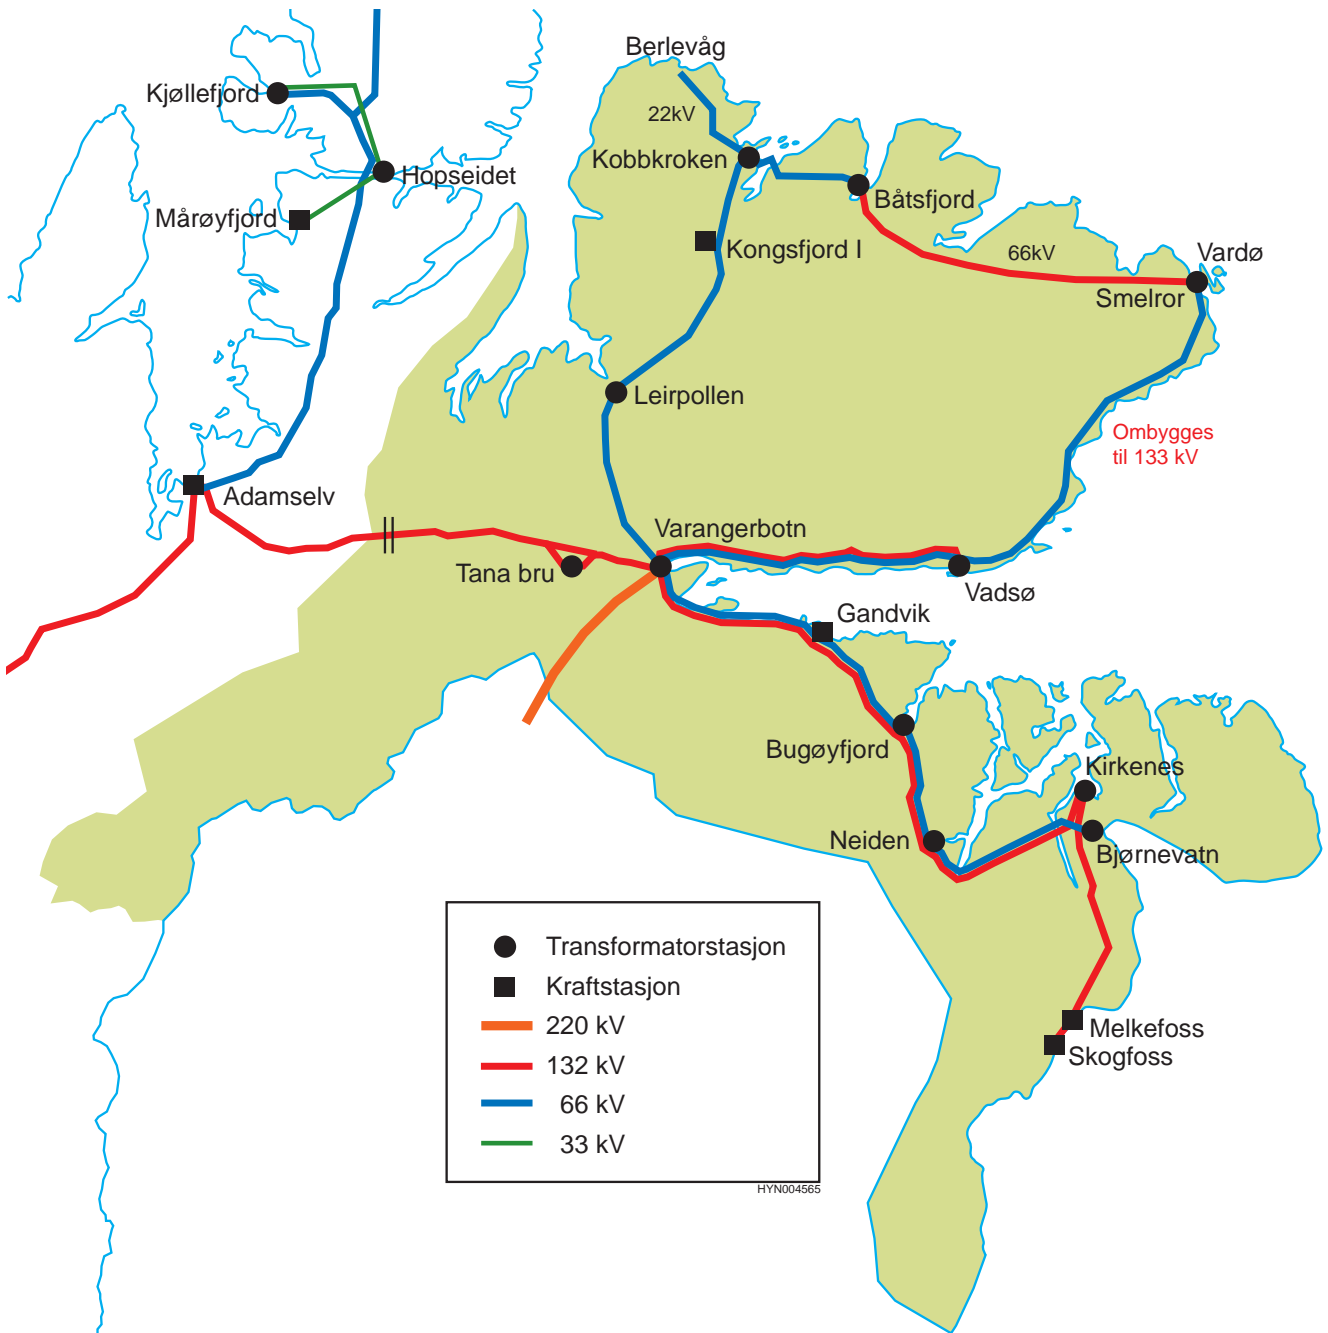 Berlevåg
Kjøllefjord
22kV
Kobbkroken
Hopseidet
Båtsfjord
Mårøyfjord
Kongsfjord I
66kV
Vardø
Smelror
Leirpollen
Ombygges
til 133 kV
Adamselv
Varangerbotn
Tana bru
Vadsø
Gandvik
Bugøyfjord
Kirkenes
Neiden
Bjørnevatn
Transformatorstasjon
Kraftstasjon
220 kV
132 kV
66 kV
33 kV
Melkefoss
Skogfoss
HYN004565